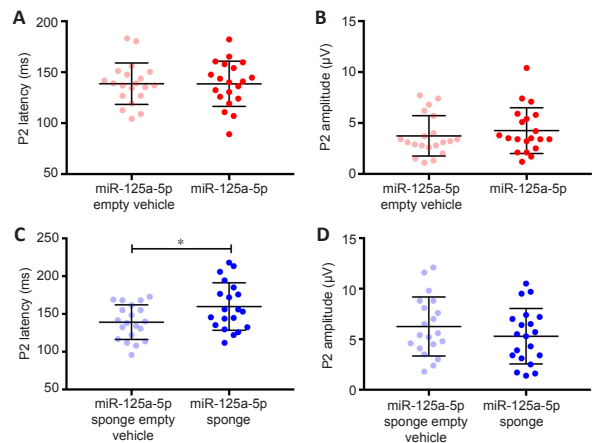 A
P2 latency (ms)
200
150
100
50
miR-125a-5p
empty vehicle
miR-125a-5p
B
P2 amplitude (µV)
15
10
5
0
miR-125a-5p
empty vehicle
miR-125a-5p
C
P2 latency (ms)
250
200
150
100
50
*
miR-125a-5p
sponge empty
vehicle
miR-125a-5p
sponge
D
P2 amplitude
(µV)
15
10
5
0
miR-125a-5p
sponge empty
vehicle
miR-125a-5p
sponge